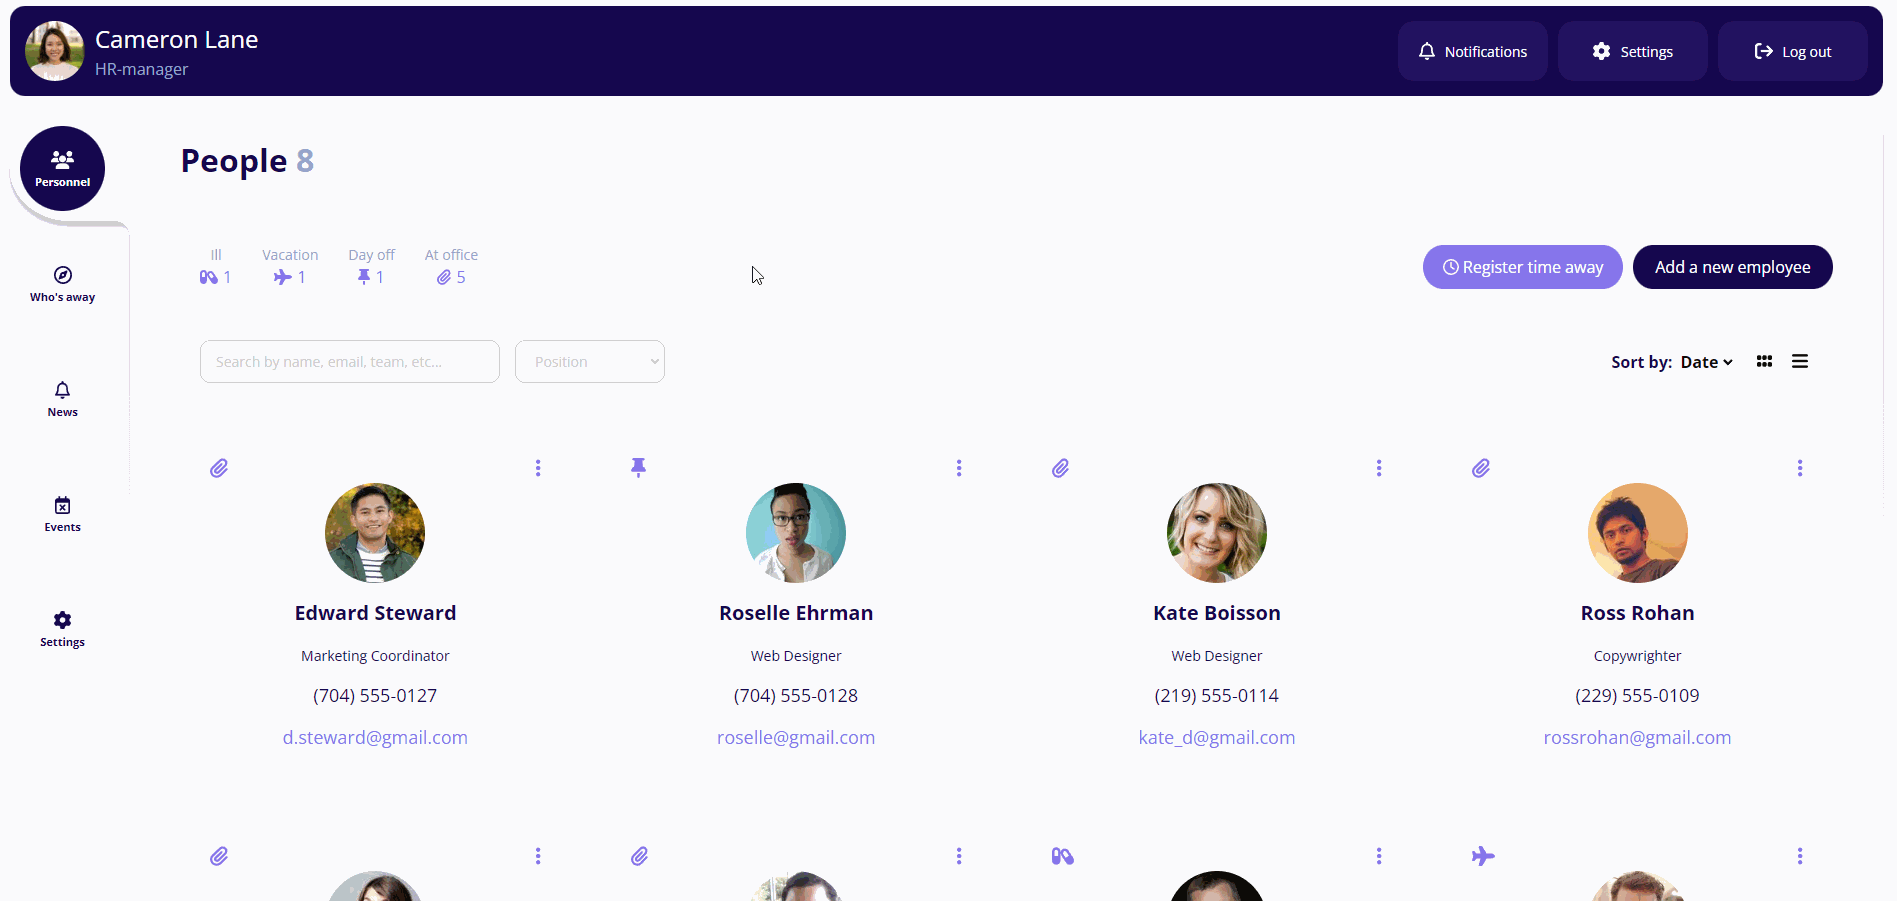 Cameron Lane
HR-manager
Notifications
Settings
Log out
Personnel
Who's away
News
Events
Settings
People 8
Ill
1
Vacation
1
Day off
1
At office
5
Register time away
Add a new employee
Search by name, email, team, etc...
Position
Sort by: Date
Edward Steward
Marketing Coordinator
(704) 555-0127
d.steward@gmail.com
Roselle Ehrman
Web Designer
(704) 555-0128
roselle@gmail.com
Kate Boisson
Web Designer
(219) 555-0114
kate_d@gmail.com
Ross Rohan
Copywrighter
(229) 555-0109
rossrohan@gmail.com